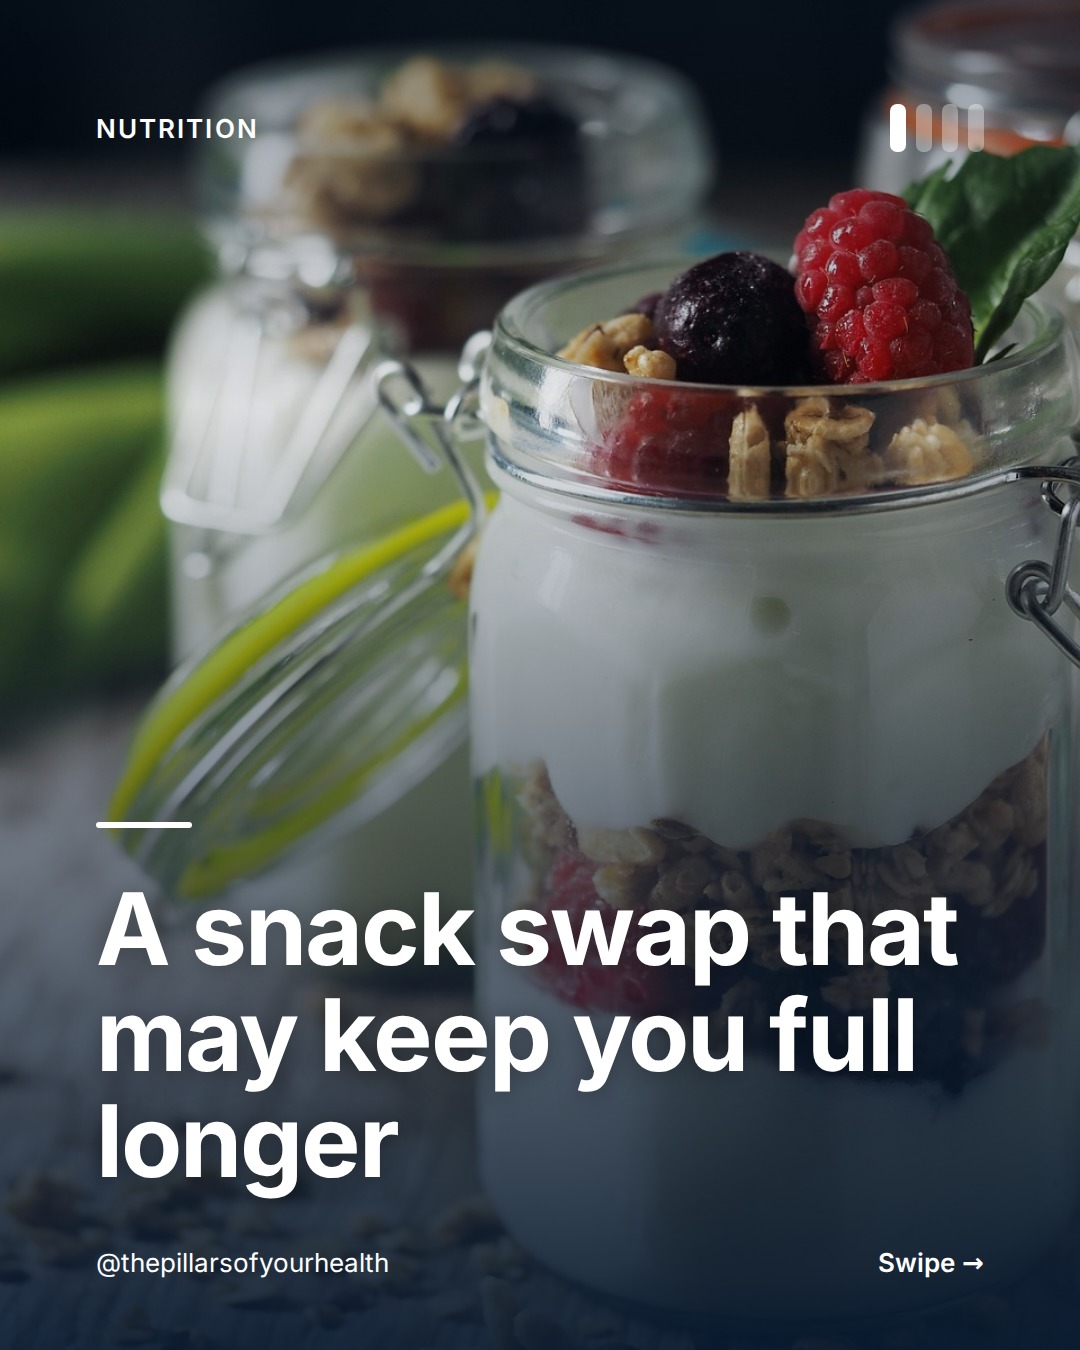 NUTRITION
A snack swap that
may keep you full
longer
@thepillarsofyourhealth
Swipe →